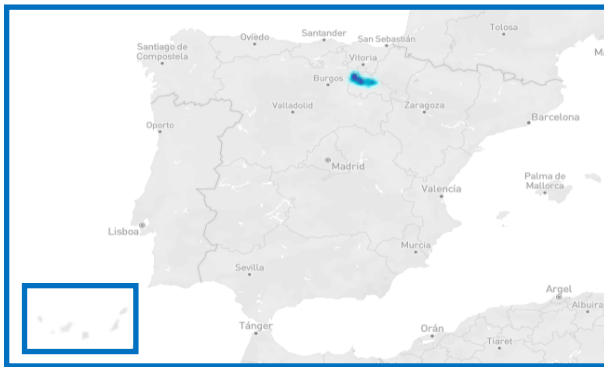 Tolosa
Santander
Oviedo
San Sebastián
Santiago de
Compostela
Vitoria
Burgos
Valladolid
Zaragoza
Barcelona
Oporto
Madrid
Palma de
Mallorca
Valencia
Lisboa
Murcia
Sevilla
Argel
Albuira
Tánger
Orán
Tiaret